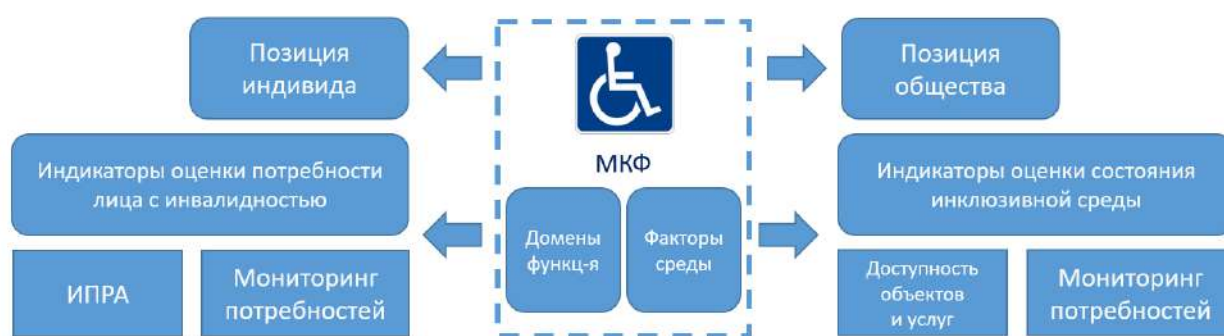 Позиция
индивида
Индикаторы оценки потребности
лица с инвалидностью
ИПРА
Мониторинг
потребностей
МКФ
Домены
функц-я
Факторы
среды
Позиция
общества
Индикаторы оценки состояния
инклюзивной среды
Доступность
объектов
и услуг
Мониторинг
потребностей